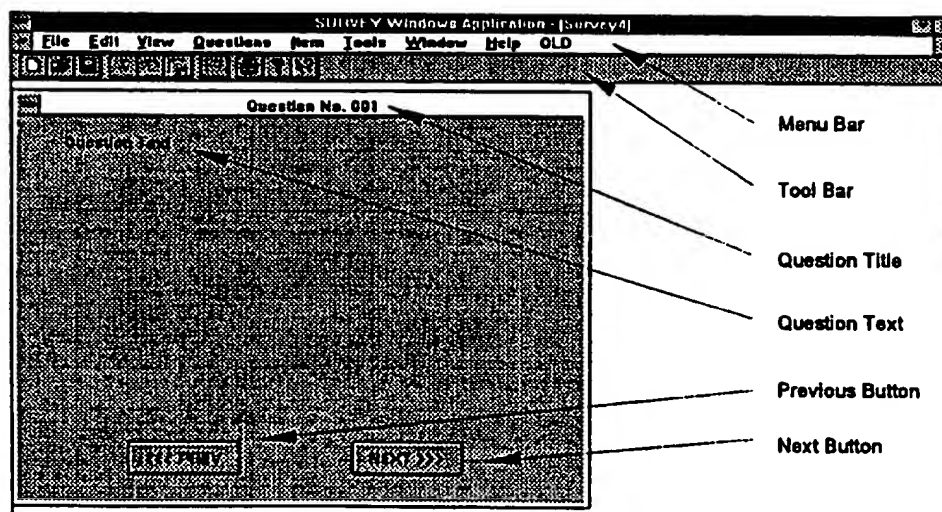 SURVEY Windows Application - [Survey4]
File Edit View Questions Item Tools Window Help OLD
Question No. 001
Question Text
<<< PREV
NEXT >>>
Menu Bar
Tool Bar
Question Title
Question Text
Previous Button
Next Button